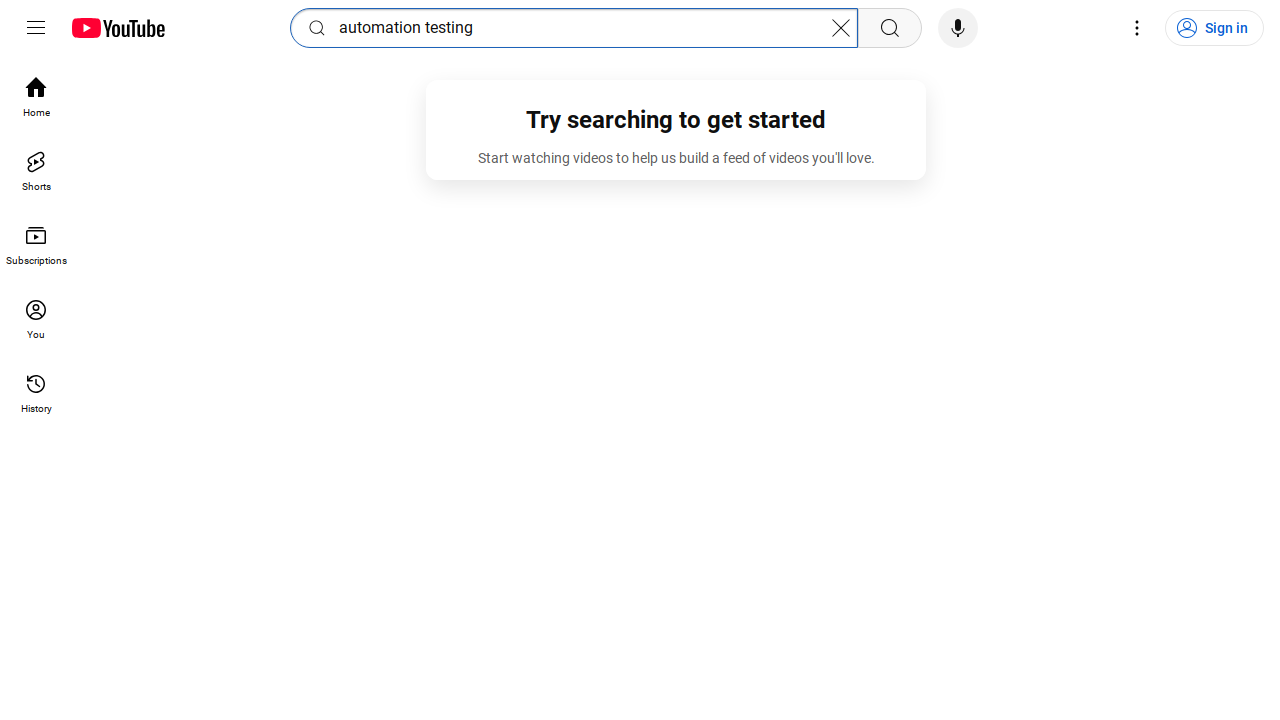 YouTube
automation testing
Sign in
Home
Shorts
Subscriptions
You
History
Try searching to get started
Start watching videos to help us build a feed of videos you'll love.